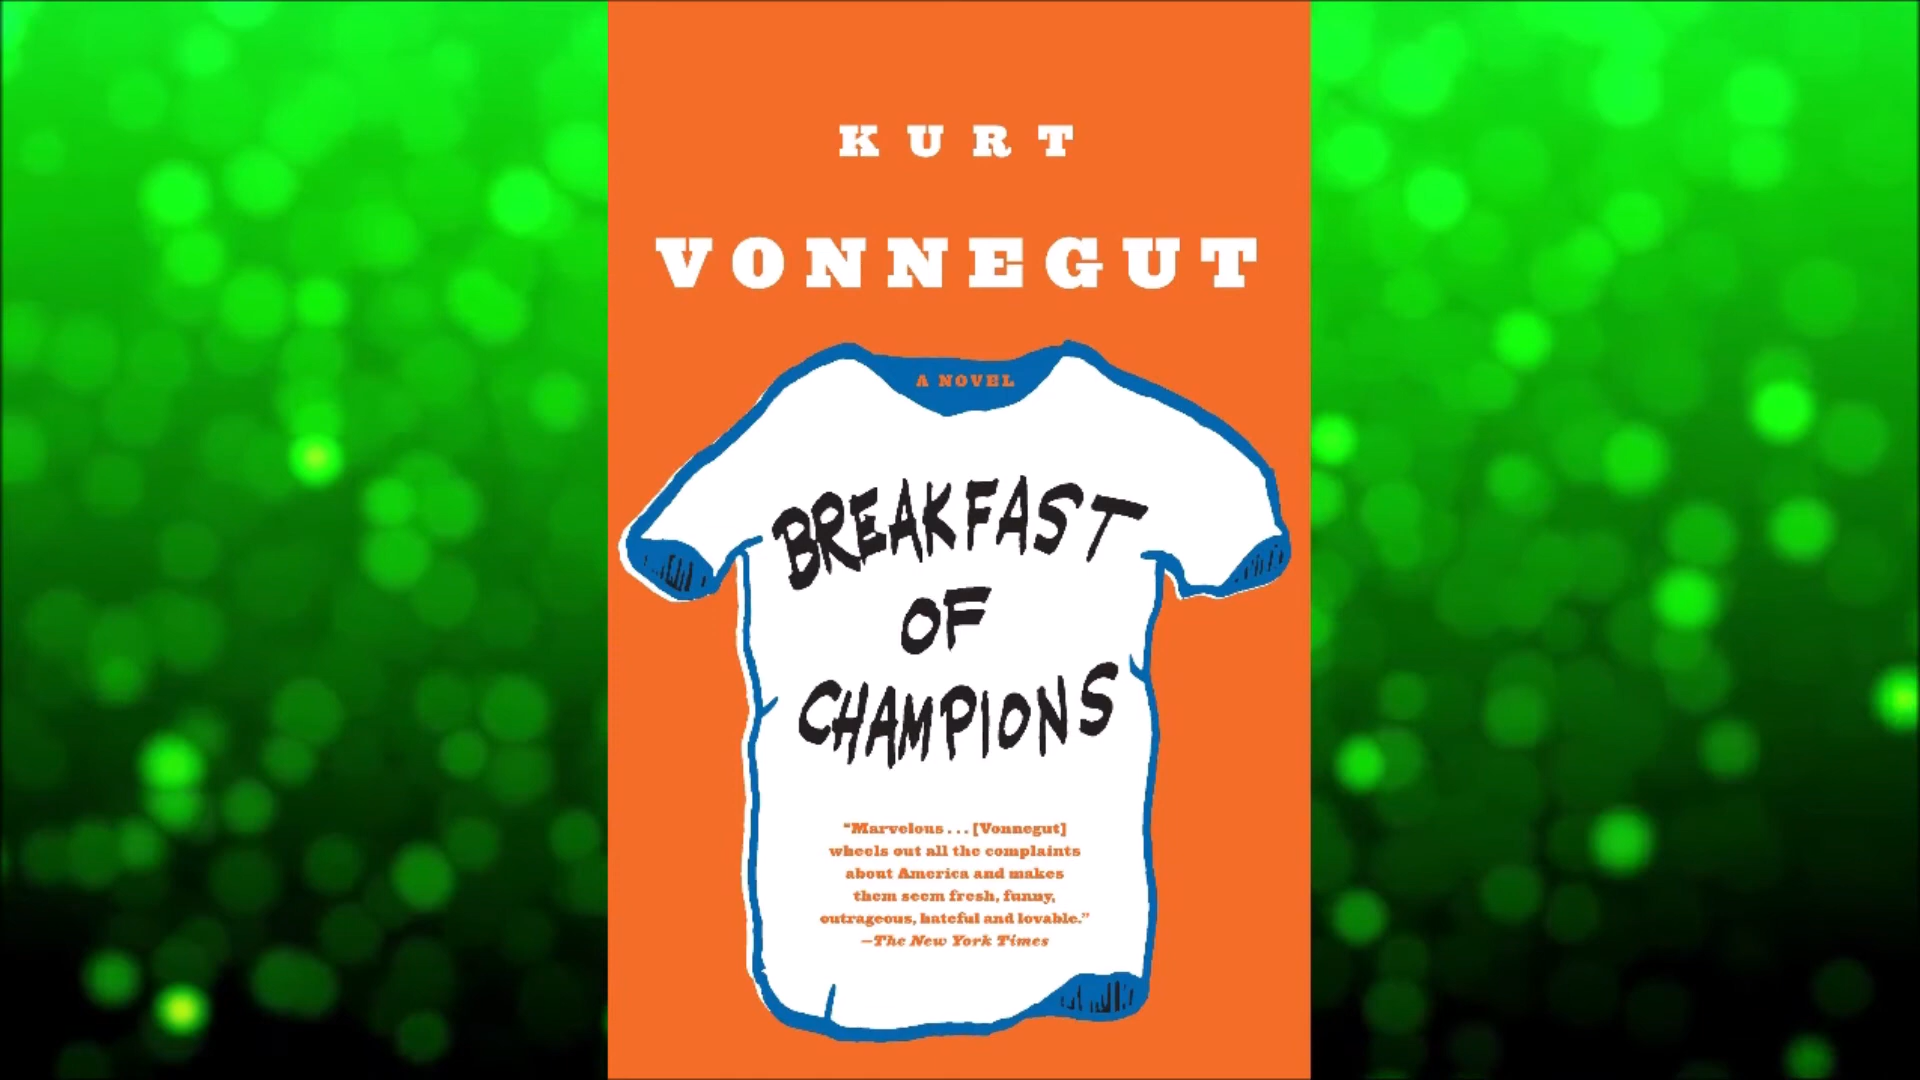 KURT
VONNEGUT
A NOVEL
BREAKFAST
OF
CHAMPIONS
“Marvelous . . . [Vonnegut]
wheels out all the complaints
about America and makes
them seem fresh, funny,
outrageous, hateful and lovable.”
—The New York Times